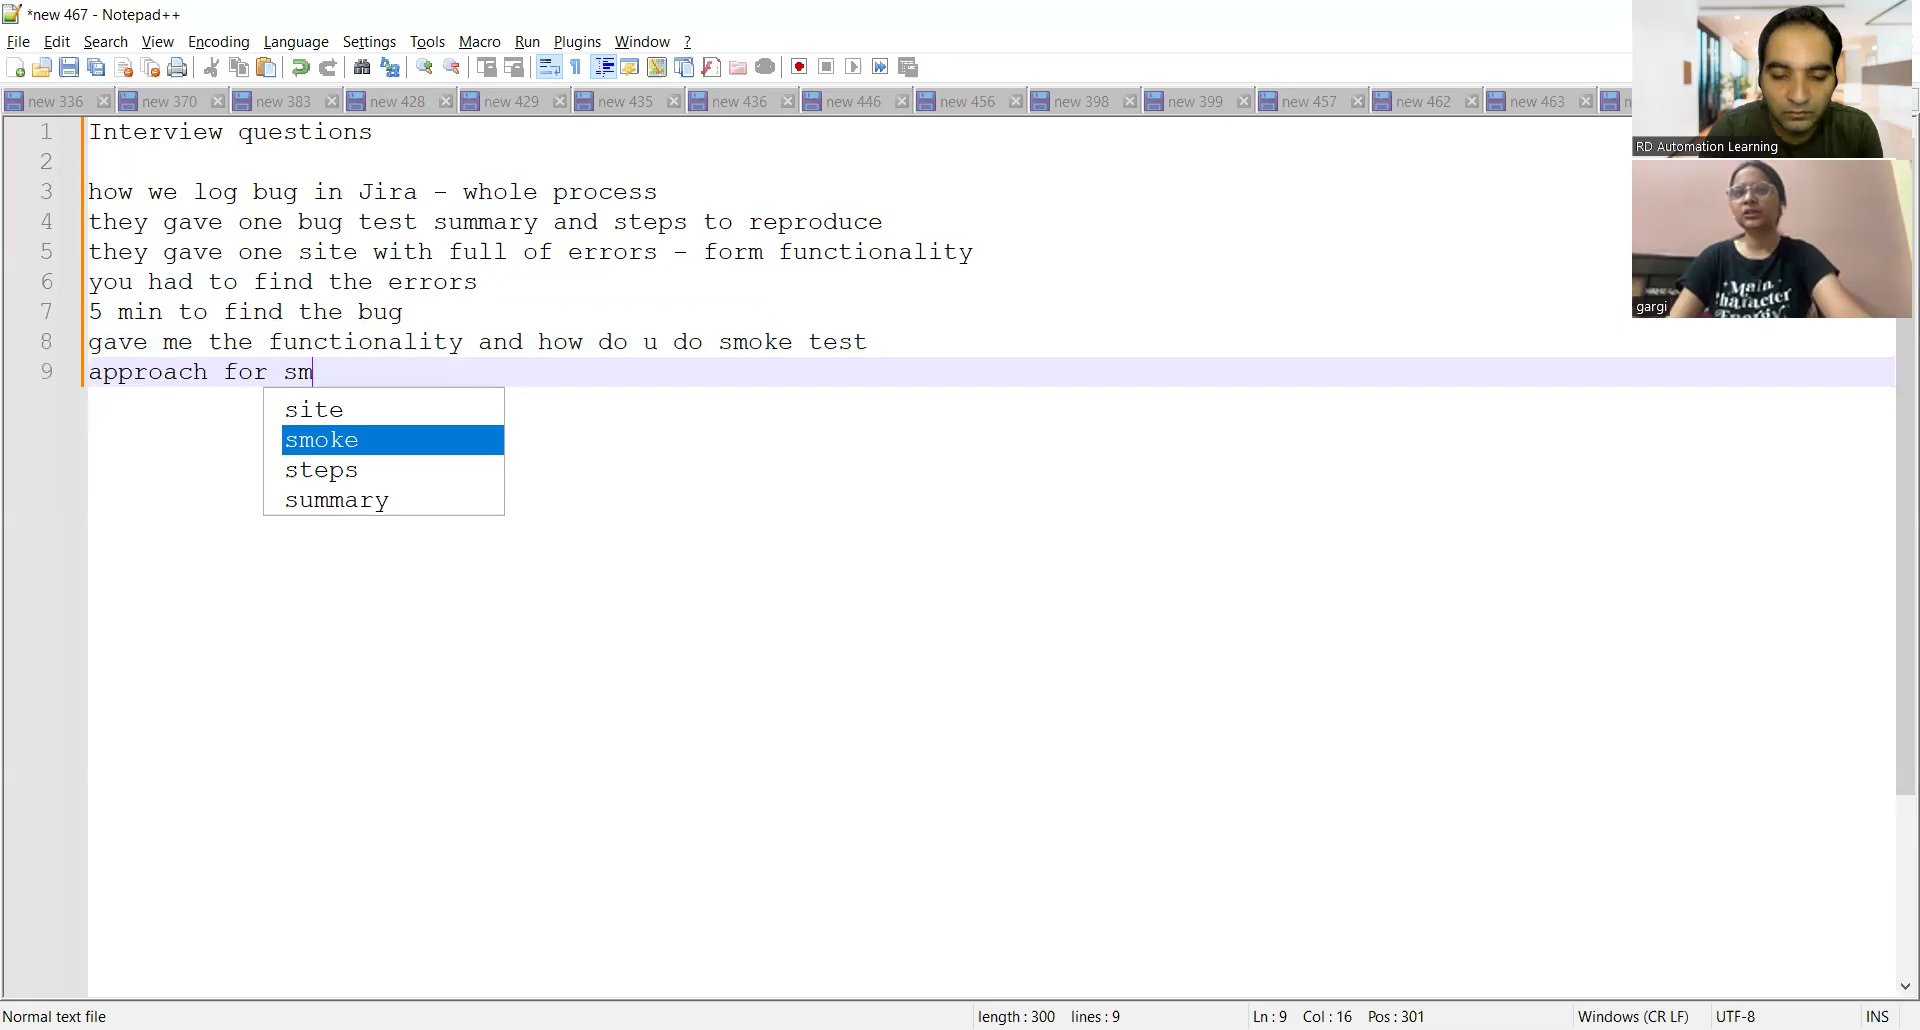 *new 467 - Notepad++
File Edit Search View Encoding Language Settings Tools Macro Run Plugins Window ?
new 336 new 370 new 383 new 428 new 429 new 435 new 436 new 446 new 456 new 398 new 399 new 457 new 462 new 463
1 Interview questions
2
3 how we log bug in Jira - whole process
4 they gave one bug test summary and steps to reproduce
5 they gave one site with full of errors - form functionality
6 you had to find the errors
7 5 min to find the bug
8 gave me the functionality and how do u do smoke test
9 approach for sm
site
smoke
steps
summary
RD Automation Learning
Main
Character
Energy
gargi
Normal text file length : 300 lines : 9 Ln : 9 Col : 16 Pos : 301 Windows (CR LF) UTF-8 INS